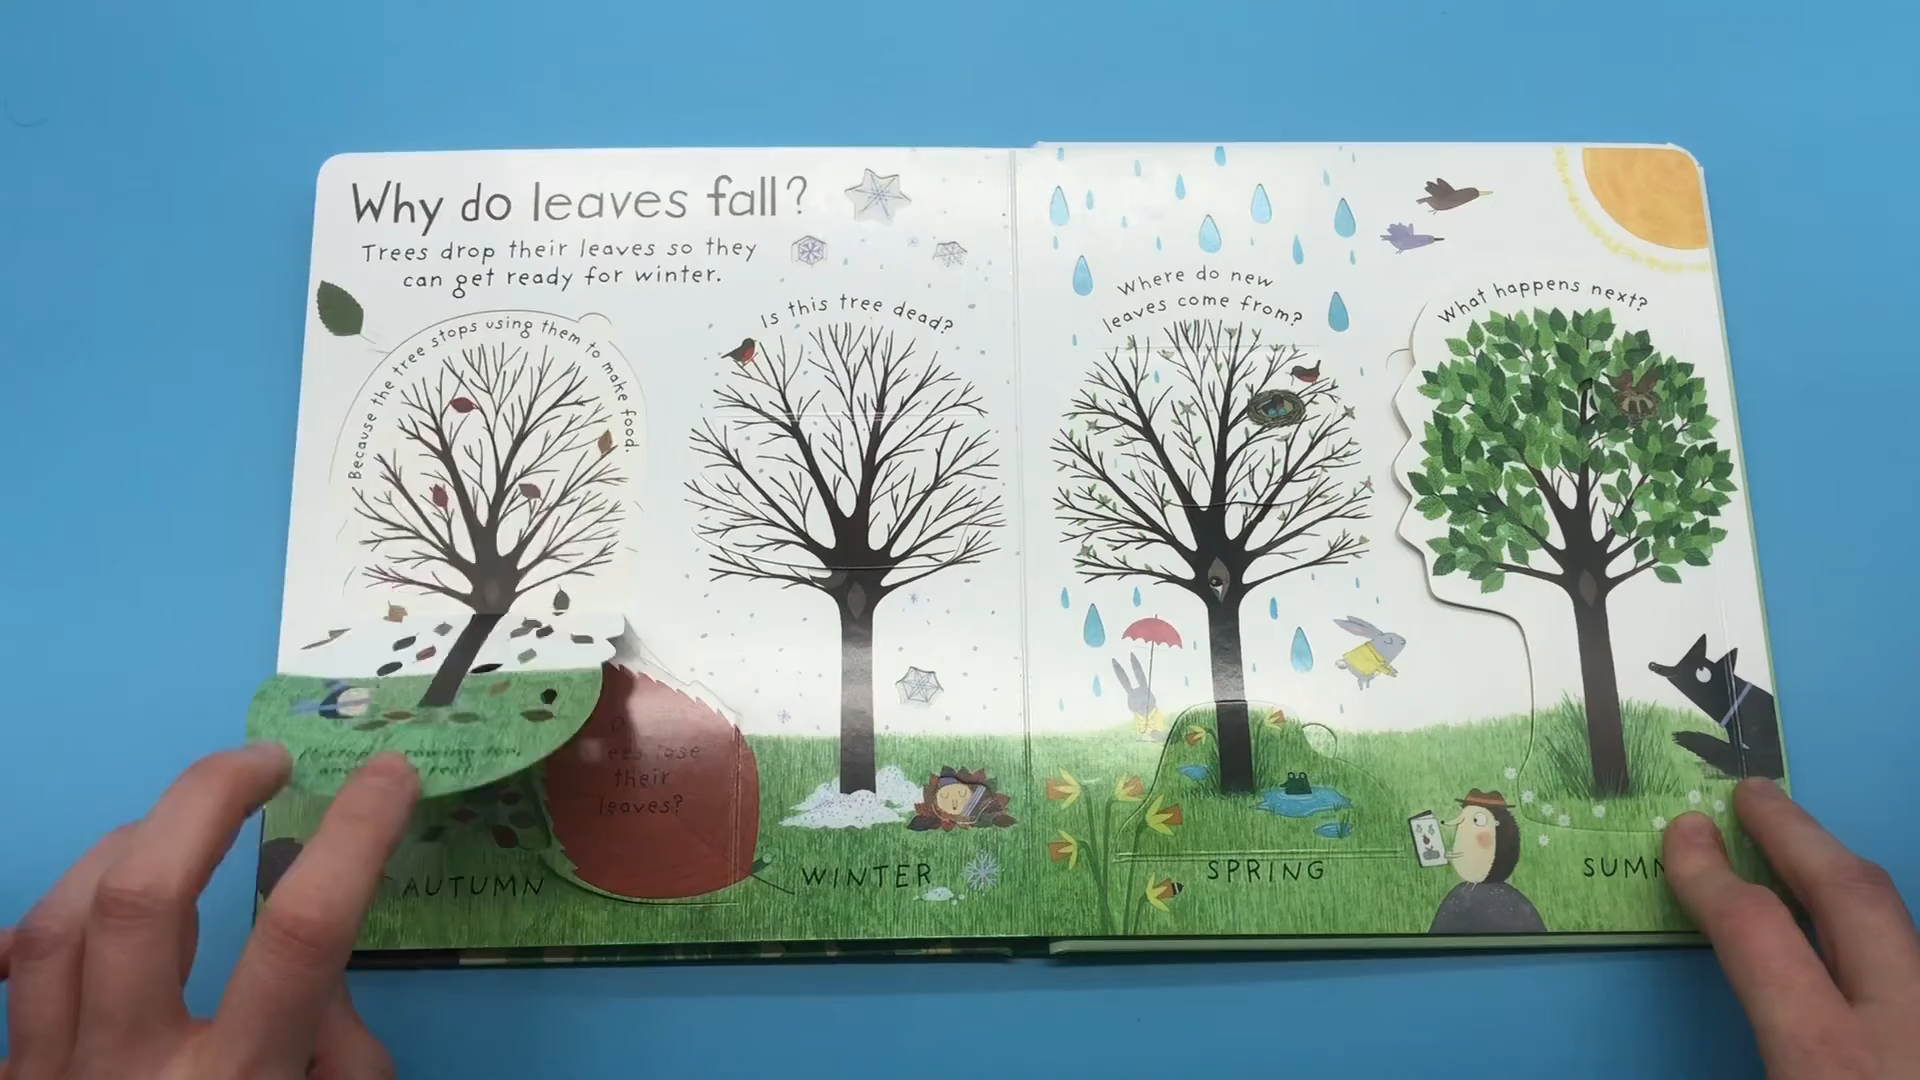 Why do leaves fall?
Trees drop their leaves so they
can get ready for winter.
Because the tree stops using them to make food.
Is this tree dead?
Where do new
leaves come from?
What happens next?
lose
their
leaves?
AUTUMN
WINTER
SPRING
SUMM